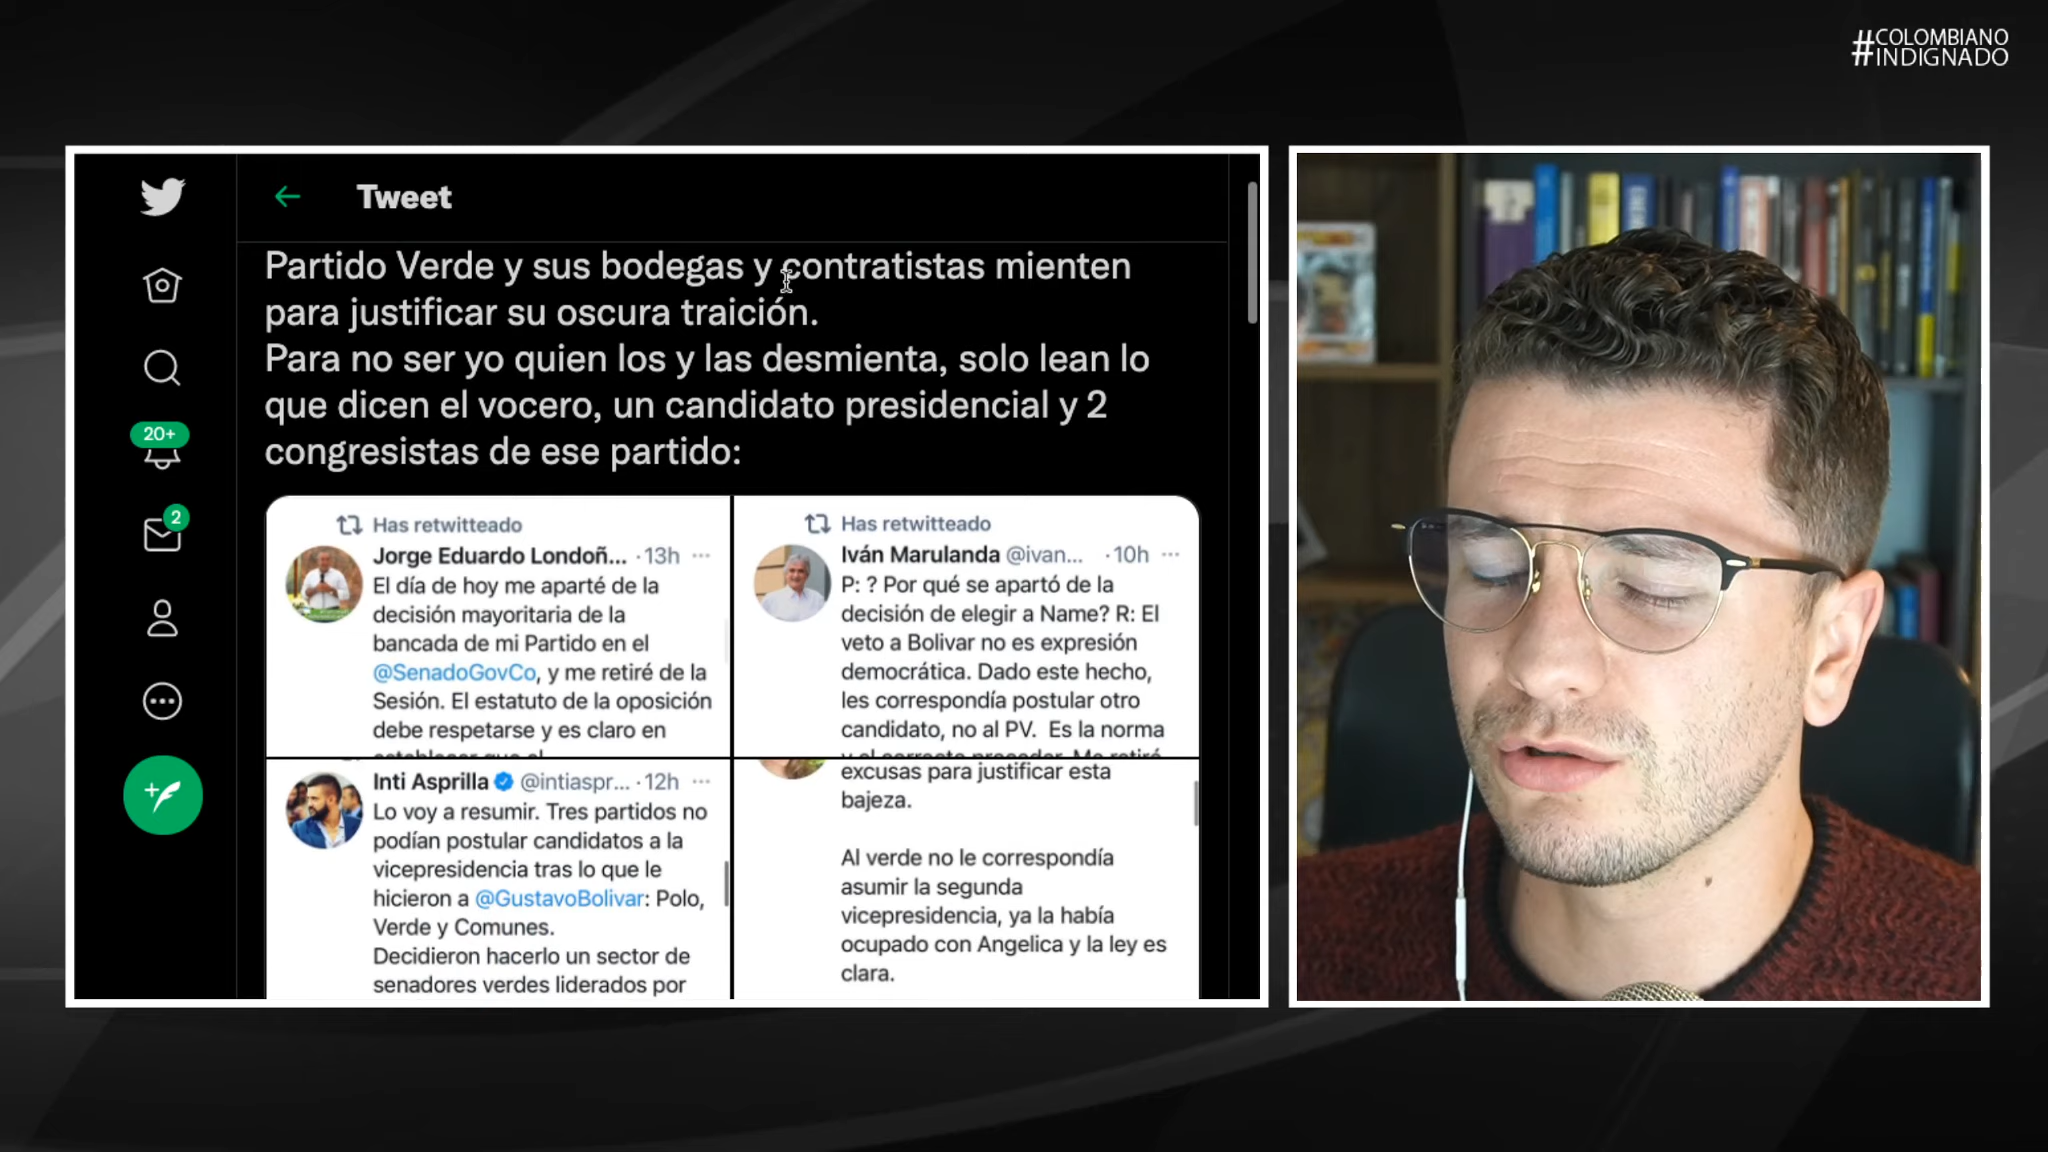 #COLOMBIANO
INDIGNADO
Tweet
Partido Verde y sus bodegas y contratistas mienten
para justificar su oscura traición.
Para no ser yo quien los y las desmienta, solo lean lo
que dicen el vocero, un candidato presidencial y 2
congresistas de ese partido:
20+
2
Has retwitteado
Jorge Eduardo Londoñ... · 13h ...
El día de hoy me aparté de la
decisión mayoritaria de la
bancada de mi Partido en el
@SenadoGovCo, y me retiré de la
Sesión. El estatuto de la oposición
debe respetarse y es claro en
establecer que el
Has retwitteado
Iván Marulanda @ivan... · 10h ...
P: ? Por qué se apartó de la
decisión de elegir a Name? R: El
veto a Bolivar no es expresión
democrática. Dado este hecho,
les correspondía postular otro
candidato, no al PV. Es la norma
y el correcto proceder. Me retiré
Inti Asprilla @intiaspr... · 12h ...
Lo voy a resumir. Tres partidos no
podían postular candidatos a la
vicepresidencia tras lo que le
hicieron a @GustavoBolivar: Polo,
Verde y Comunes.
Decidieron hacerlo un sector de
senadores verdes liderados por
excusas para justificar esta
bajeza.
Al verde no le correspondía
asumir la segunda
vicepresidencia, ya la había
ocupado con Angelica y la ley es
clara.